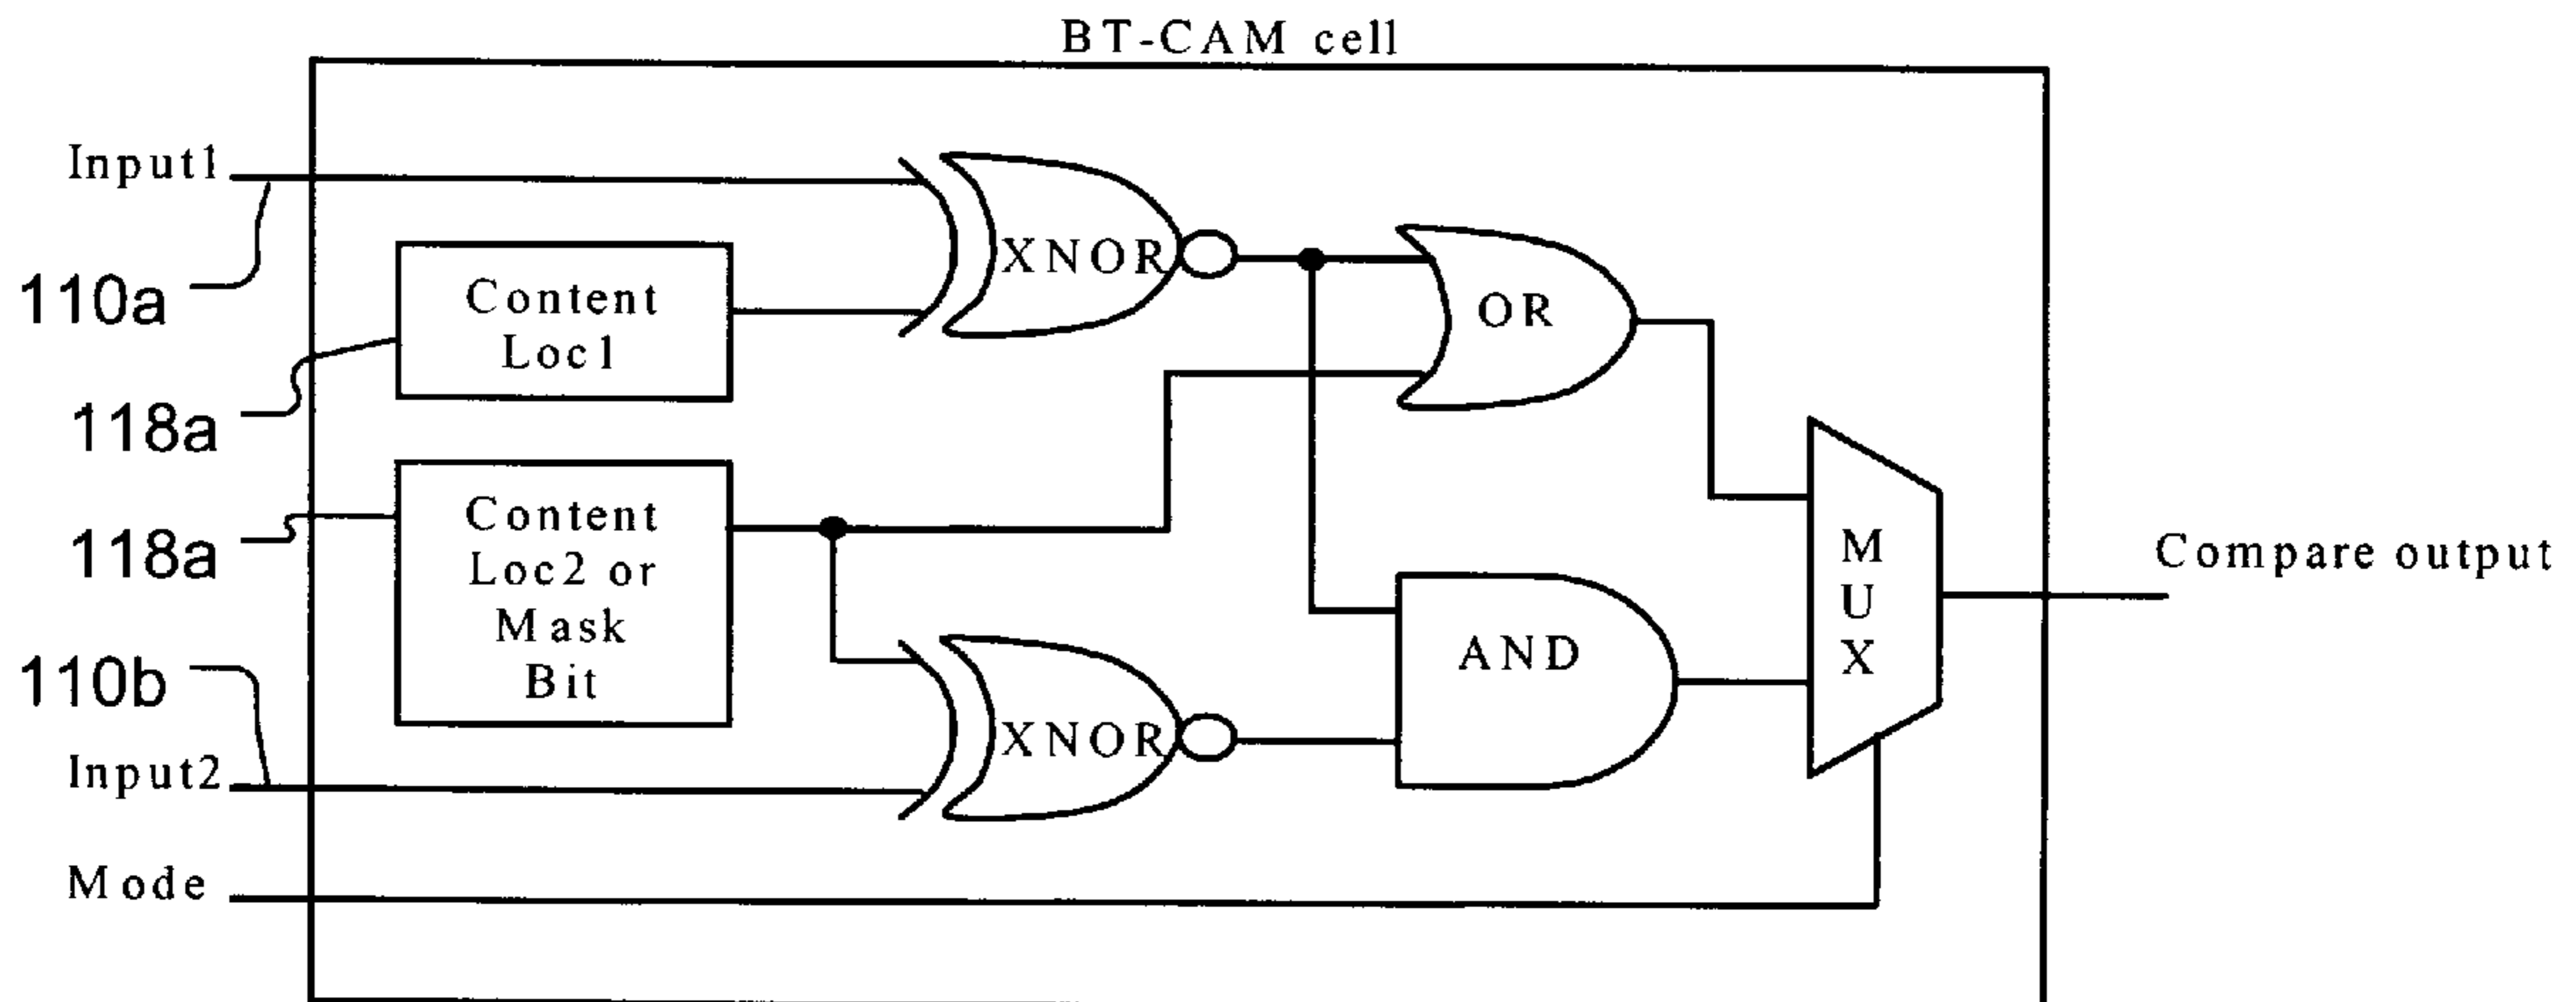 BT-CAM cell
Input1
110a
Content
Loc1
XNOR
OR
118a
Content
Loc2 or
Mask
Bit
118a
110b
Input2
XNOR
AND
M
U
X
Compare output
Mode